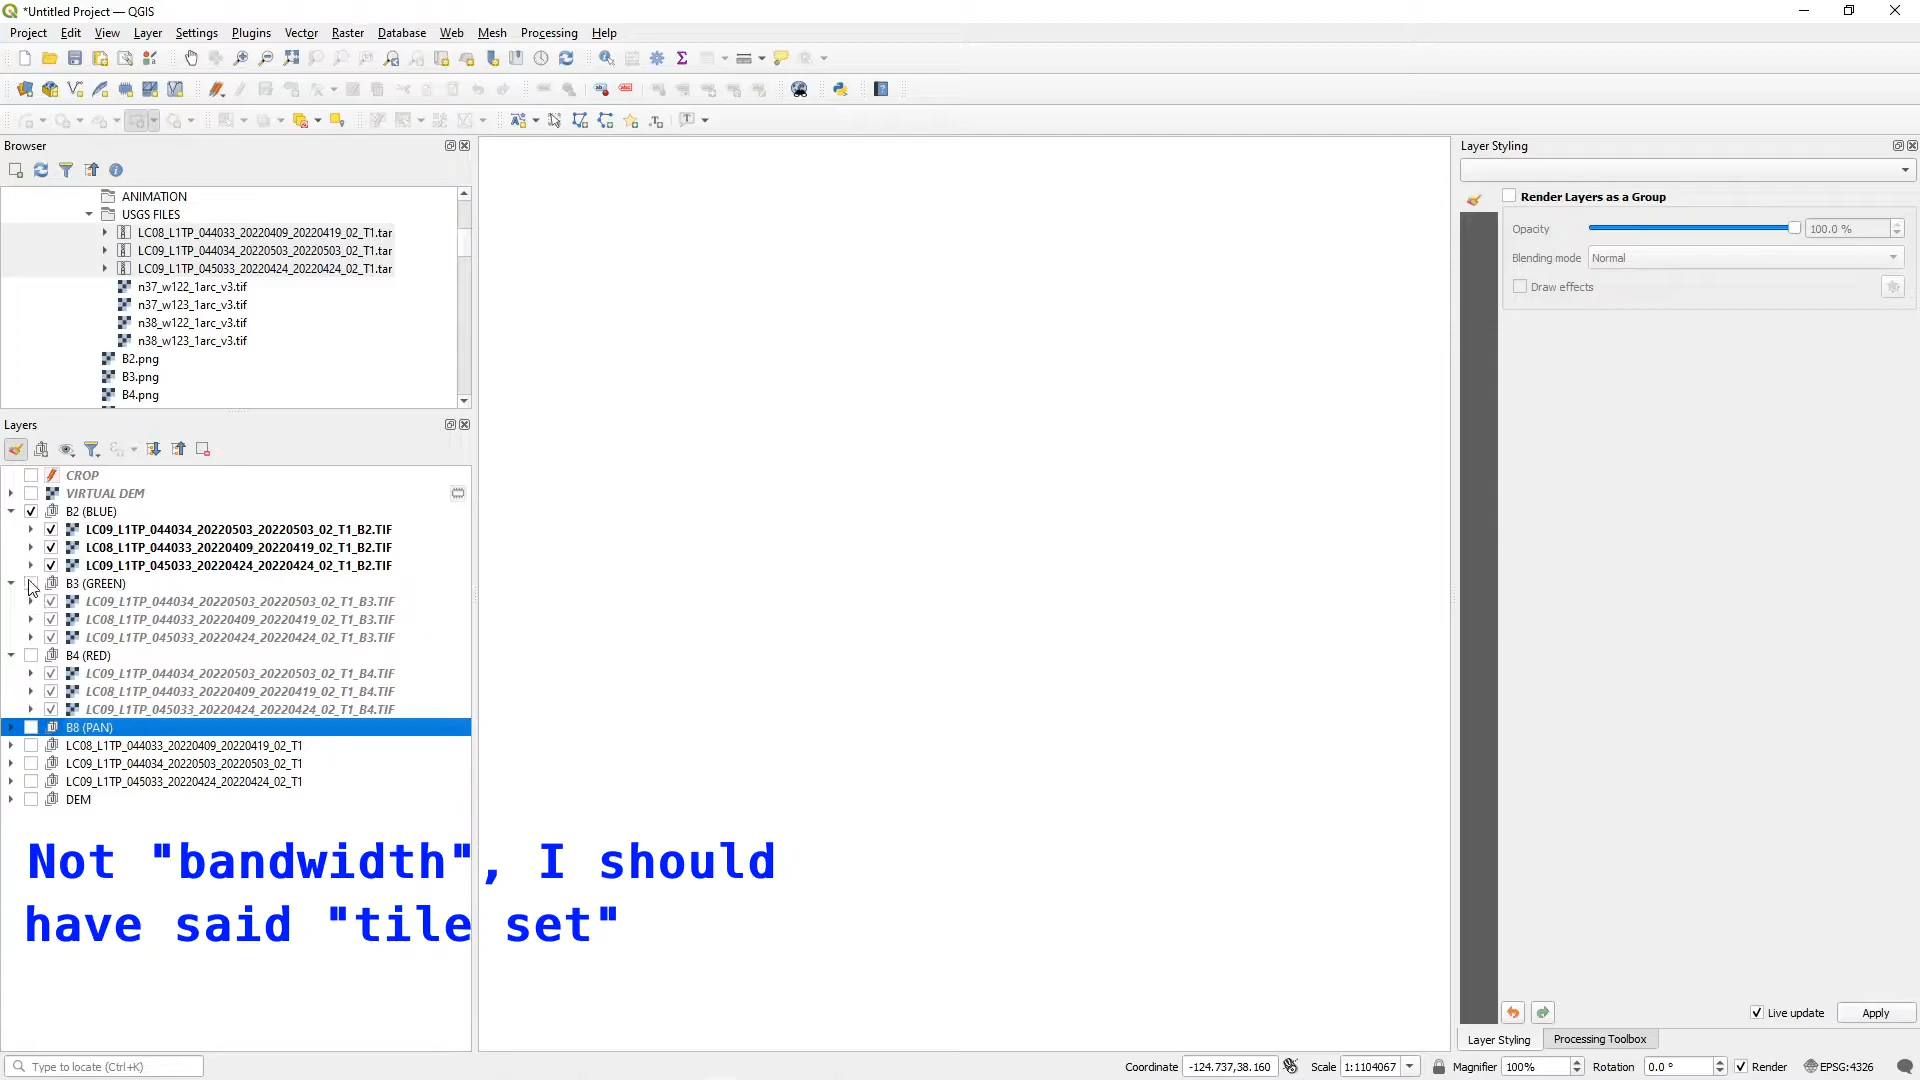 *Untitled Project — QGIS
Project Edit View Layer Settings Plugins Vector Raster Database Web Mesh Processing Help
Browser
ANIMATION
USGS FILES
LC08_L1TP_044033_20220409_20220419_02_T1.tar
LC09_L1TP_044034_20220503_20220503_02_T1.tar
LC09_L1TP_045033_20220424_20220424_02_T1.tar
n37_w122_1arc_v3.tif
n37_w123_1arc_v3.tif
n38_w122_1arc_v3.tif
n38_w123_1arc_v3.tif
B2.png
B3.png
B4.png
Layers
CROP
VIRTUAL DEM
B2 (BLUE)
LC09_L1TP_044034_20220503_20220503_02_T1_B2.TIF
LC08_L1TP_044033_20220409_20220419_02_T1_B2.TIF
LC09_L1TP_045033_20220424_20220424_02_T1_B2.TIF
B3 (GREEN)
LC09_L1TP_044034_20220503_20220503_02_T1_B3.TIF
LC08_L1TP_044033_20220409_20220419_02_T1_B3.TIF
LC09_L1TP_045033_20220424_20220424_02_T1_B3.TIF
B4 (RED)
LC09_L1TP_044034_20220503_20220503_02_T1_B4.TIF
LC08_L1TP_044033_20220409_20220419_02_T1_B4.TIF
LC09_L1TP_045033_20220424_20220424_02_T1_B4.TIF
B8 (PAN)
LC08_L1TP_044033_20220409_20220419_02_T1
LC09_L1TP_044034_20220503_20220503_02_T1
LC09_L1TP_045033_20220424_20220424_02_T1
DEM
Not "bandwidth", I should
have said "tile set"
Layer Styling
Render Layers as a Group
Opacity 100.0 %
Blending mode Normal
Draw effects
Live update Apply
Layer Styling Processing Toolbox
Type to locate (Ctrl+K) Coordinate -124.737,38.160 Scale 1:1104067 Magnifier 100% Rotation 0.0 ° Render EPSG:4326